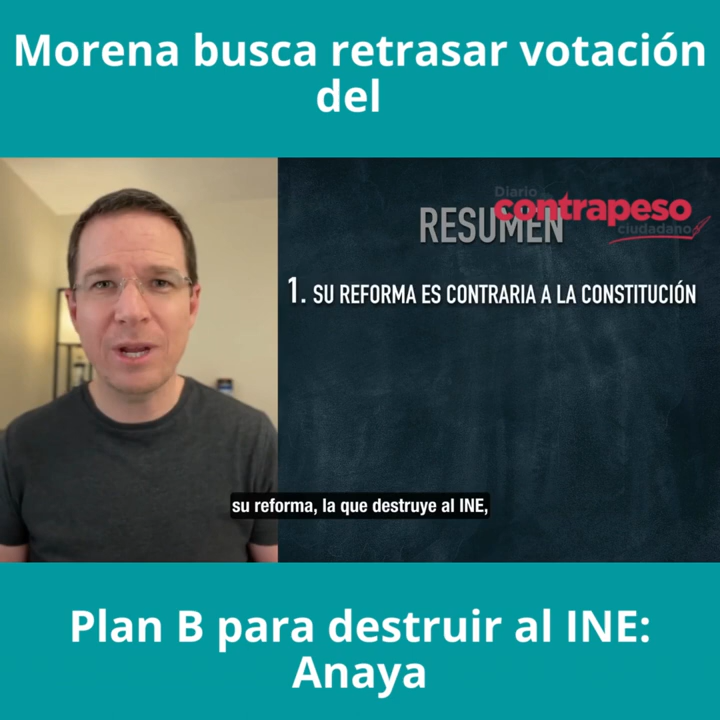 Morena busca retrasar votación
del
Diario
contrapeso
ciudadano
RESUMEN
1. SU REFORMA ES CONTRARIA A LA CONSTITUCIÓN
su reforma, la que destruye al INE,
Plan B para destruir al INE:
Anaya